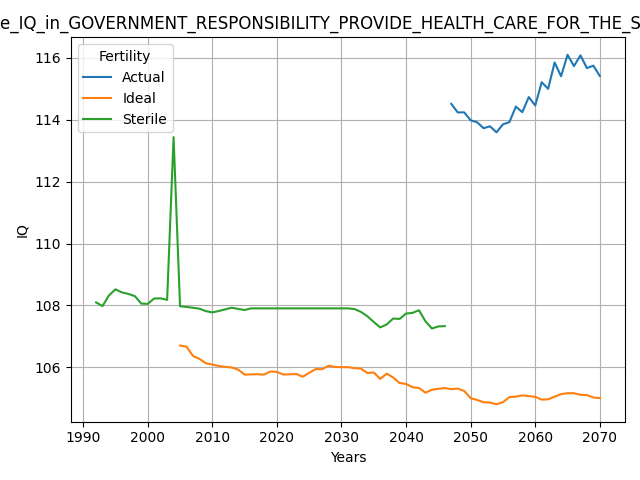 e_IQ_in_GOVERNMENT_RESPONSIBILITY_PROVIDE_HEALTH_CARE_FOR_THE_S
Fertility
Actual
Ideal
Sterile
116
114
112
110
108
106
IQ
1990 2000 2010 2020 2030 2040 2050 2060 2070
Years